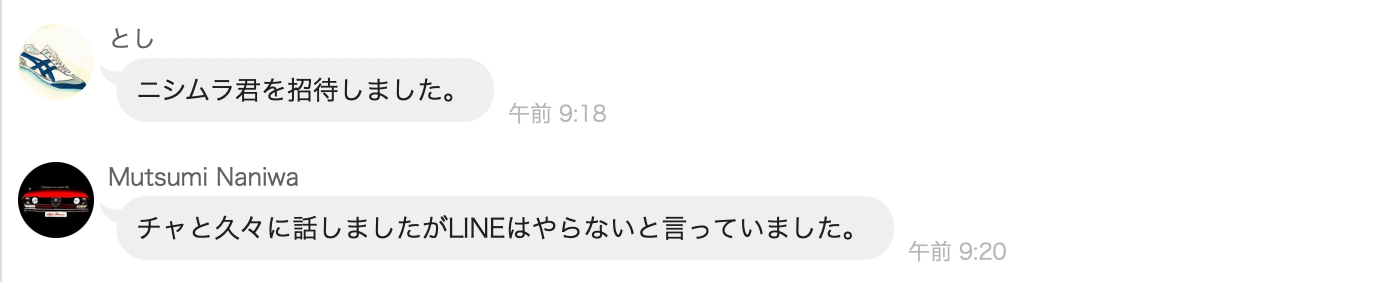 とし
ニシムラ君を招待しました。
午前 9:18
Mutsumi Naniwa
チャと久々に話しましたがLINEはやらないと言っていました。
午前 9:20